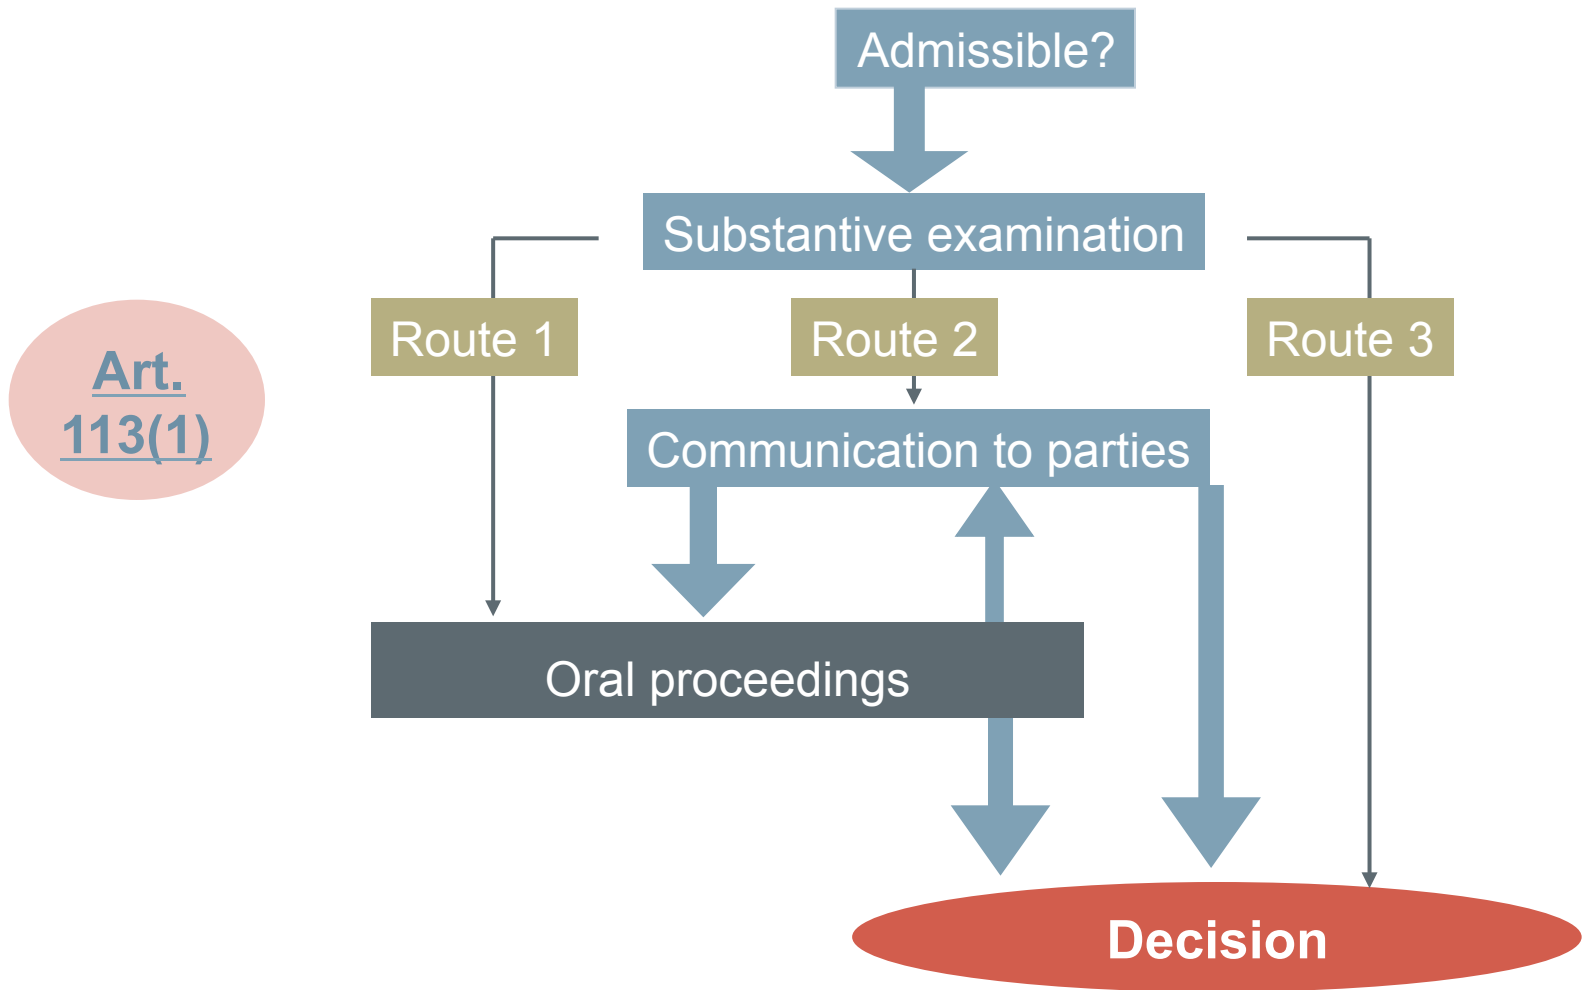 Admissible?
Substantive examination
Route 1
Route 2
Route 3
Art.
113(1)
Communication to parties
Oral proceedings
Decision